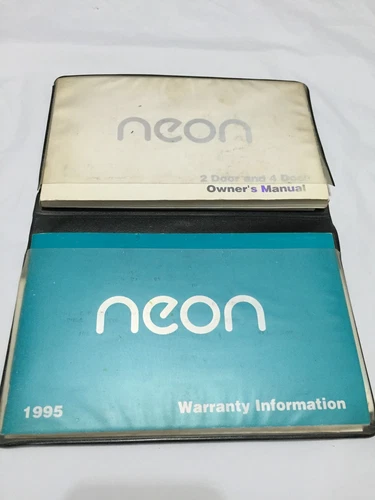 neon
2 Door and 4 Door
Owner's Manual
neon
1995 Warranty Information